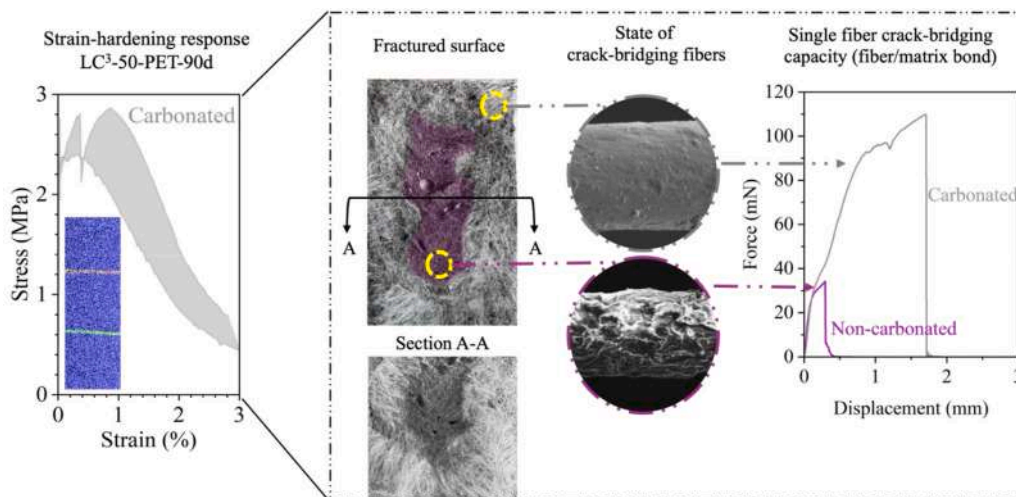 Strain-hardening response
LC³-50-PET-90d
3
2
1
0
Stress (MPa)
Carbonated
0
1
2
3
Strain (%)
Fractured surface
A
A
Section A-A
State of
crack-bridging fibers
Single fiber crack-bridging
capacity (fiber/matrix bond)
120
100
80
60
40
20
0
Force (mN)
Carbonated
Non-carbonated
0
1
2
3
Displacement (mm)